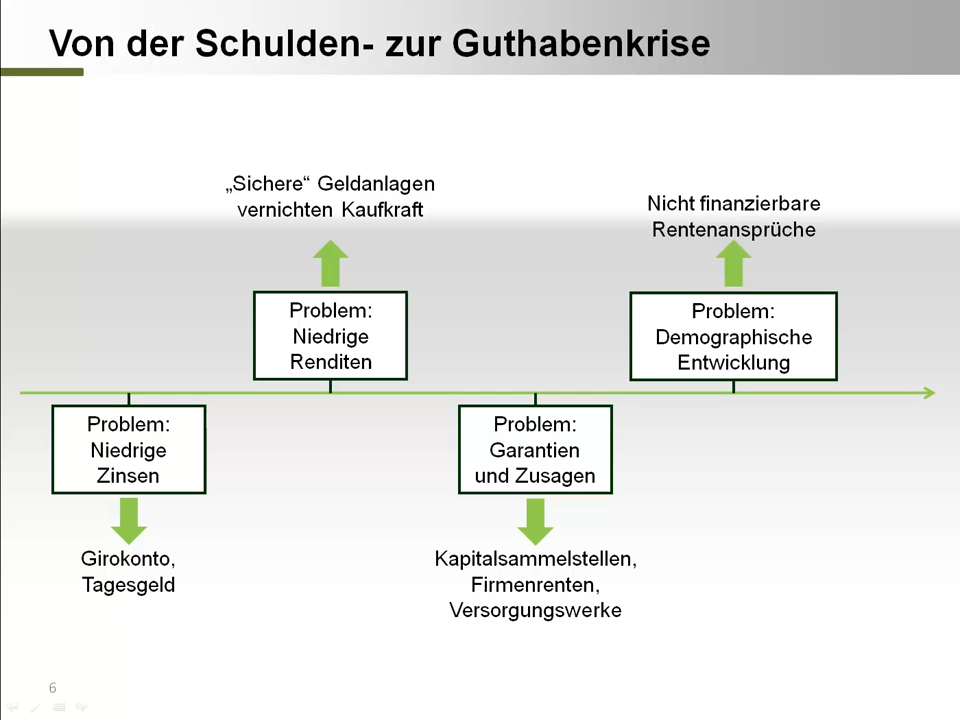 Von der Schulden- zur Guthabenkrise
„Sichere“ Geldanlagen
vernichten Kaufkraft
Nicht finanzierbare
Rentenansprüche
Problem:
Niedrige
Renditen
Problem:
Demographische
Entwicklung
Problem:
Niedrige
Zinsen
Problem:
Garantien
und Zusagen
Girokonto,
Tagesgeld
Kapitalsammelstellen,
Firmenrenten,
Versorgungswerke
6